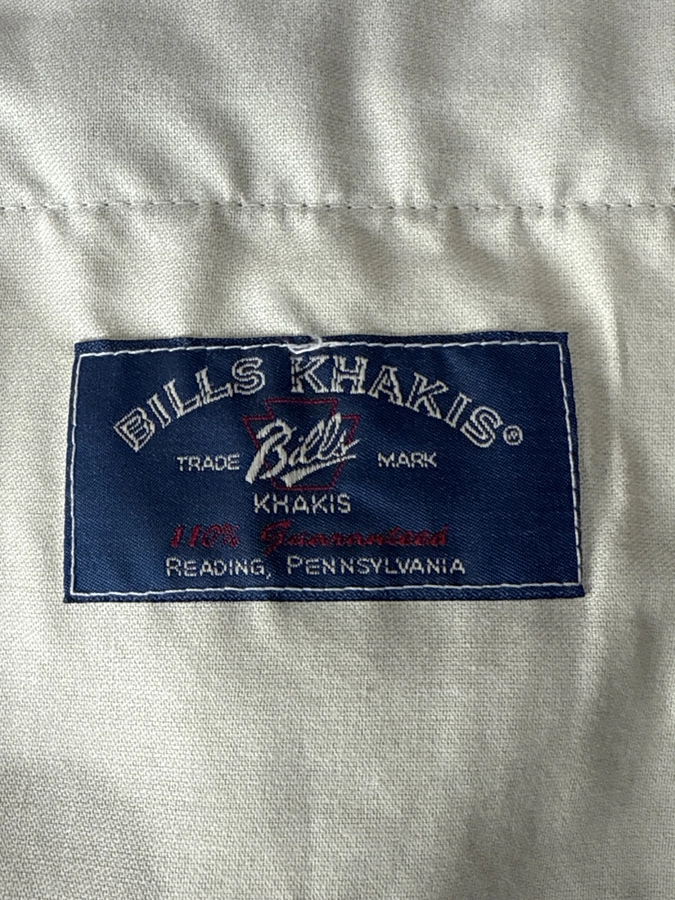 BILLS KHAKIS®
TRADE Bills MARK
KHAKIS
110% Guaranteed
READING, PENNSYLVANIA